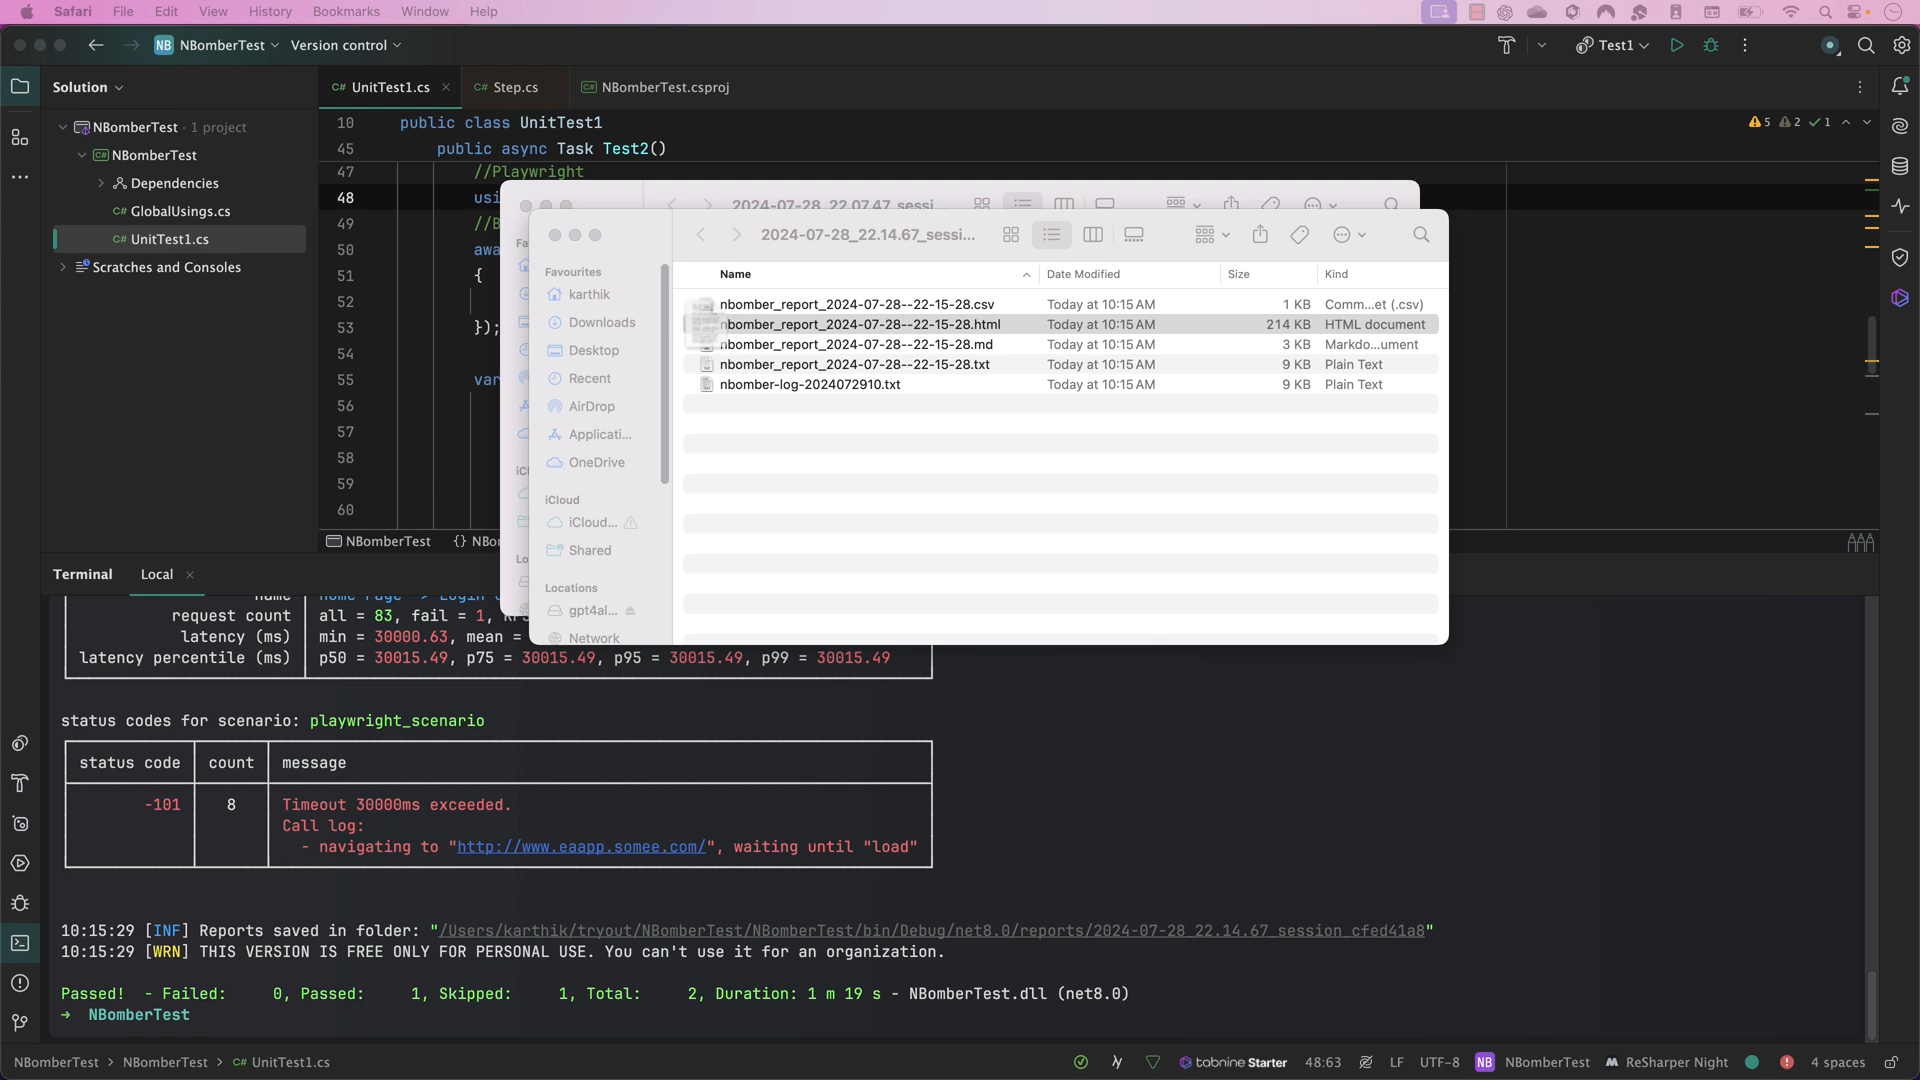 Safari File Edit View History Bookmarks Window Help
NB NBomberTest Version control Test1
Solution
C# UnitTest1.cs C# Step.cs NBomberTest.csproj
NBomberTest · 1 project
NBomberTest
Dependencies
C# GlobalUsings.cs
C# UnitTest1.cs
Scratches and Consoles
10 public class UnitTest1
5 2 1
45 public async Task Test2()
47 //Playwright
48 usi
49 //B
50 awa
51 {
52
53 });
54
55 var
56
57
58
59
60
NBomberTest {} NBo
2024-07-28_22.07.47_sessi...
2024-07-28_22.14.67_sessi...
Favourites
karthik
Downloads
Desktop
Recent
AirDrop
Applicati...
OneDrive
iCloud
iCloud...
Shared
Locations
gpt4al...
Network
Name Date Modified Size Kind
nbomber_report_2024-07-28--22-15-28.csv Today at 10:15 AM 1 KB Comm...et (.csv)
nbomber_report_2024-07-28--22-15-28.html Today at 10:15 AM 214 KB HTML document
nbomber_report_2024-07-28--22-15-28.md Today at 10:15 AM 3 KB Markdo...ument
nbomber_report_2024-07-28--22-15-28.txt Today at 10:15 AM 9 KB Plain Text
nbomber-log-2024072910.txt Today at 10:15 AM 9 KB Plain Text
Terminal Local
request count all = 83, fail = 1,
latency (ms) min = 30000.63, mean =
latency percentile (ms) p50 = 30015.49, p75 = 30015.49, p95 = 30015.49, p99 = 30015.49
status codes for scenario: playwright_scenario
status code count message
-101 8 Timeout 30000ms exceeded.
Call log:
- navigating to "http://www.eaapp.somee.com/", waiting until "load"
10:15:29 [INF] Reports saved in folder: "/Users/karthik/tryout/NBomberTest/NBomberTest/bin/Debug/net8.0/reports/2024-07-28_22.14.67_session_cfed41a8"
10:15:29 [WRN] THIS VERSION IS FREE ONLY FOR PERSONAL USE. You can't use it for an organization.
Passed! - Failed: 0, Passed: 1, Skipped: 1, Total: 2, Duration: 1 m 19 s - NBomberTest.dll (net8.0)
→ NBomberTest
NBomberTest > NBomberTest > C# UnitTest1.cs tabnine Starter 48:63 LF UTF-8 NB NBomberTest ReSharper Night 4 spaces